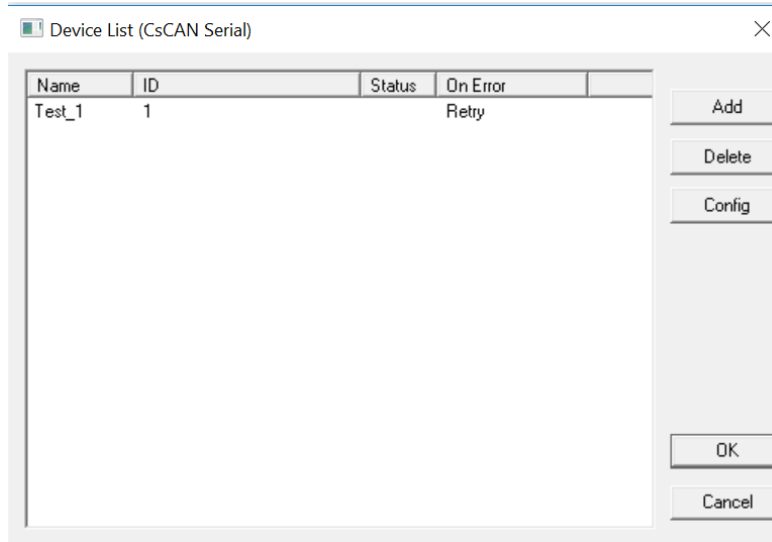 Device List (CsCAN Serial)
Name ID Status On Error
Test_1 1 Retry
Add
Delete
Config
OK
Cancel